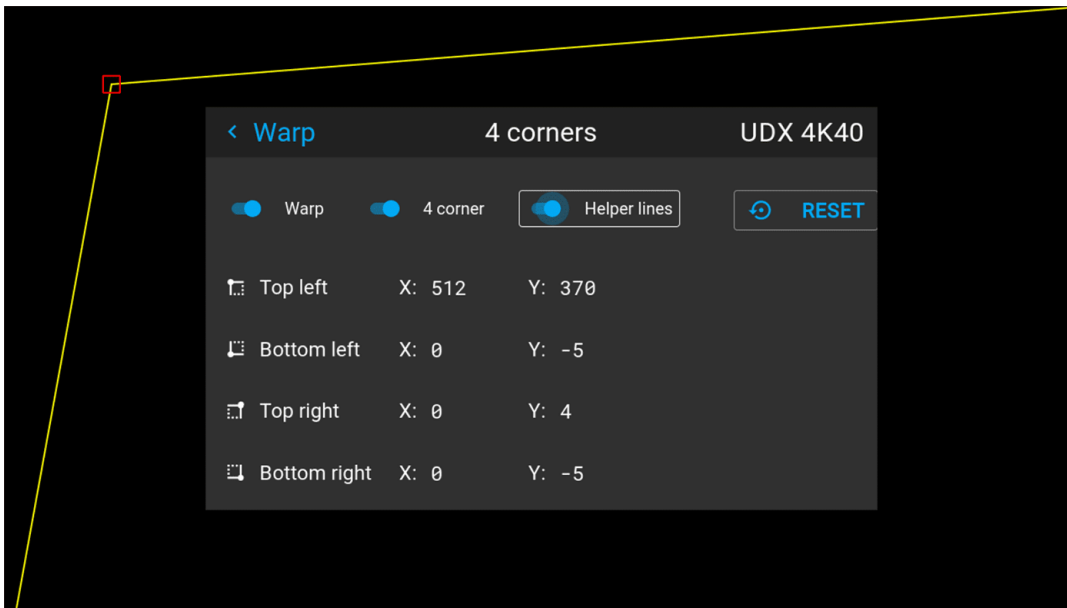 Warp 4 corners UDX 4K40
Warp 4 corner Helper lines RESET
Top left X: 512 Y: 370
Bottom left X: 0 Y: -5
Top right X: 0 Y: 4
Bottom right X: 0 Y: -5